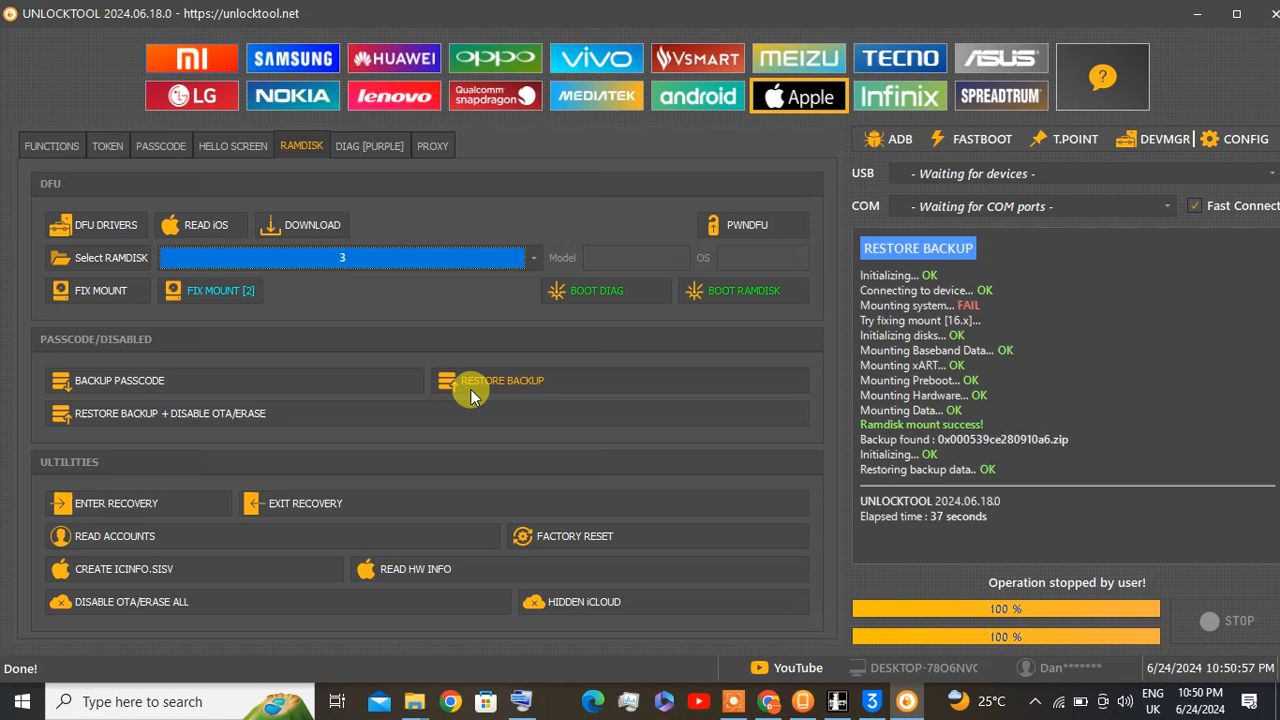 UNLOCKTOOL 2024.06.18.0 - https://unlocktool.net
MI SAMSUNG HUAWEI OPPO VIVO VSMART MEIZU TECNO ASUS
LG NOKIA lenovo Qualcomm snapdragon MEDIATEK android Apple Infinix SPREADTRUM
?
FUNCTIONS TOKEN PASSCODE HELLO SCREEN RAMDISK DIAG [PURPLE] PROXY
ADB FASTBOOT T.POINT DEVMGR CONFIG
USB - Waiting for devices -
COM - Waiting for COM ports - Fast Connect
DFU
DFU DRIVERS READ iOS DOWNLOAD PWNDFU
Select RAMDISK 3 Model OS
FIX MOUNT FIX MOUNT [2] BOOT DIAG BOOT RAMDISK
PASSCODE/DISABLED
BACKUP PASSCODE RESTORE BACKUP
RESTORE BACKUP + DISABLE OTA/ERASE
ULTILITIES
ENTER RECOVERY EXIT RECOVERY
READ ACCOUNTS FACTORY RESET
CREATE ICINFO.SISV READ HW INFO
DISABLE OTA/ERASE ALL HIDDEN iCLOUD
RESTORE BACKUP
Initializing... OK
Connecting to device... OK
Mounting system... FAIL
Try fixing mount [16.x]...
Initializing disks... OK
Mounting Baseband Data... OK
Mounting xART... OK
Mounting Preboot... OK
Mounting Hardware... OK
Mounting Data... OK
Ramdisk mount success!
Backup found : 0x000539ce280910a6.zip
Initializing... OK
Restoring backup data.. OK
UNLOCKTOOL 2024.06.18.0
Elapsed time : 37 seconds
Operation stopped by user!
100 %
100 %
STOP
Done! YouTube DESKTOP-78O6NVC Dan******* 6/24/2024 10:50:57 PM
Type here to search 3 25°C ENG UK 10:50 PM 6/24/2024